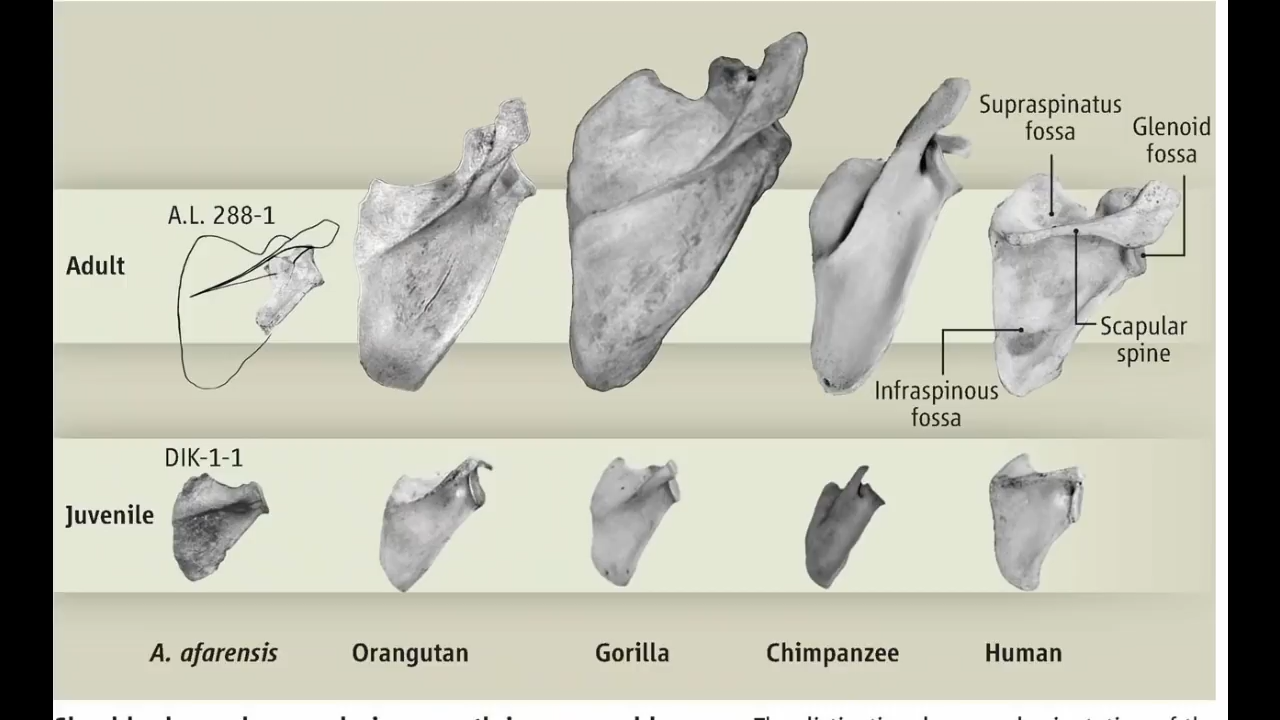 Supraspinatus
fossa
Glenoid
fossa
A.L. 288-1
Adult
Scapular
spine
Infraspinous
fossa
DIK-1-1
Juvenile
A. afarensis
Orangutan
Gorilla
Chimpanzee
Human